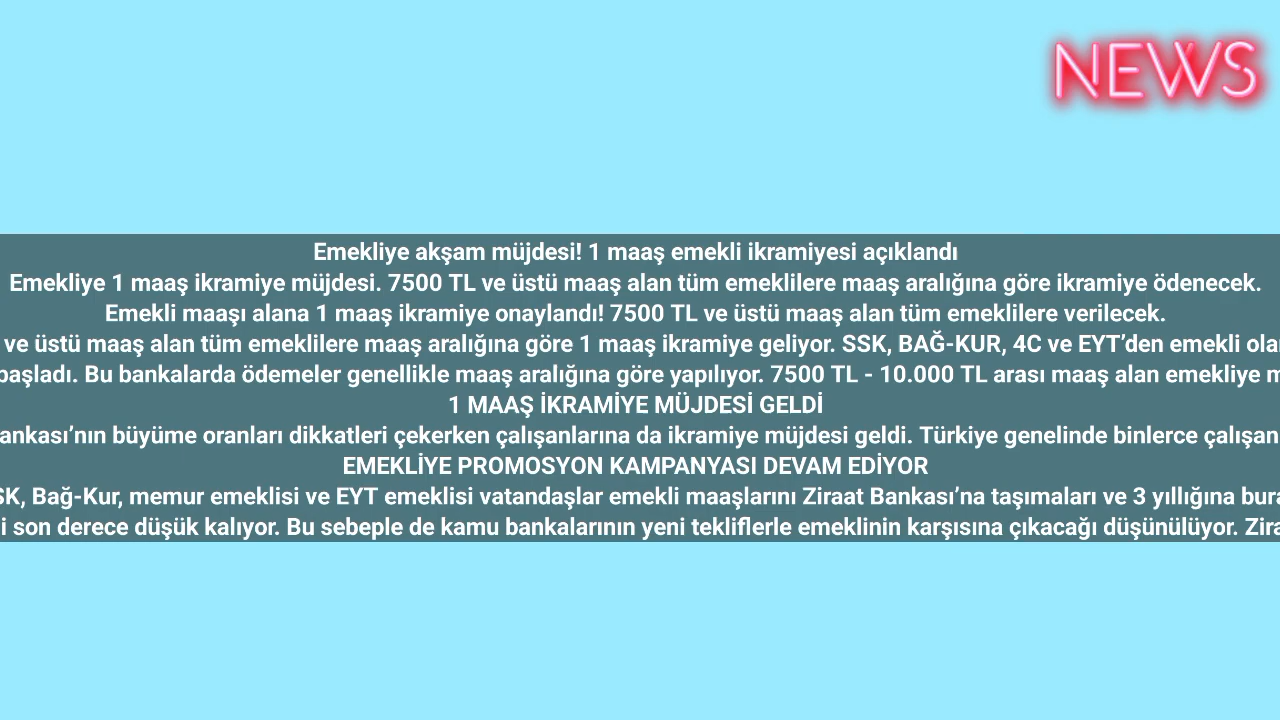 NEWS
Emekliye akşam müjdesi! 1 maaş emekli ikramiyesi açıklandı
Emekliye 1 maaş ikramiye müjdesi. 7500 TL ve üstü maaş alan tüm emeklilere maaş aralığına göre ikramiye ödenecek.
Emekli maaşı alana 1 maaş ikramiye onaylandı! 7500 TL ve üstü maaş alan tüm emeklilere verilecek.
ve üstü maaş alan tüm emeklilere maaş aralığına göre 1 maaş ikramiye geliyor. SSK, BAĞ-KUR, 4C ve EYT’den emekli
başladı. Bu bankalarda ödemeler genellikle maaş aralığına göre yapılıyor. 7500 TL - 10.000 TL arası maaş alan emekliye
1 MAAŞ İKRAMİYE MÜJDESİ GELDİ
büyüme oranları dikkatleri çekerken çalışanlarına da ikramiye müjdesi geldi. Türkiye genelinde binlerce
EMEKLİYE PROMOSYON KAMPANYASI DEVAM EDİYOR
Bağ-Kur, memur emeklisi ve EYT emeklisi vatandaşlar emekli maaşlarını Ziraat Bankası’na taşımaları ve 3 yıllığına
son derece düşük kalıyor. Bu sebeple de kamu bankalarının yeni tekliflerle emeklinin karşısına çıkacağı düşünülüyor.